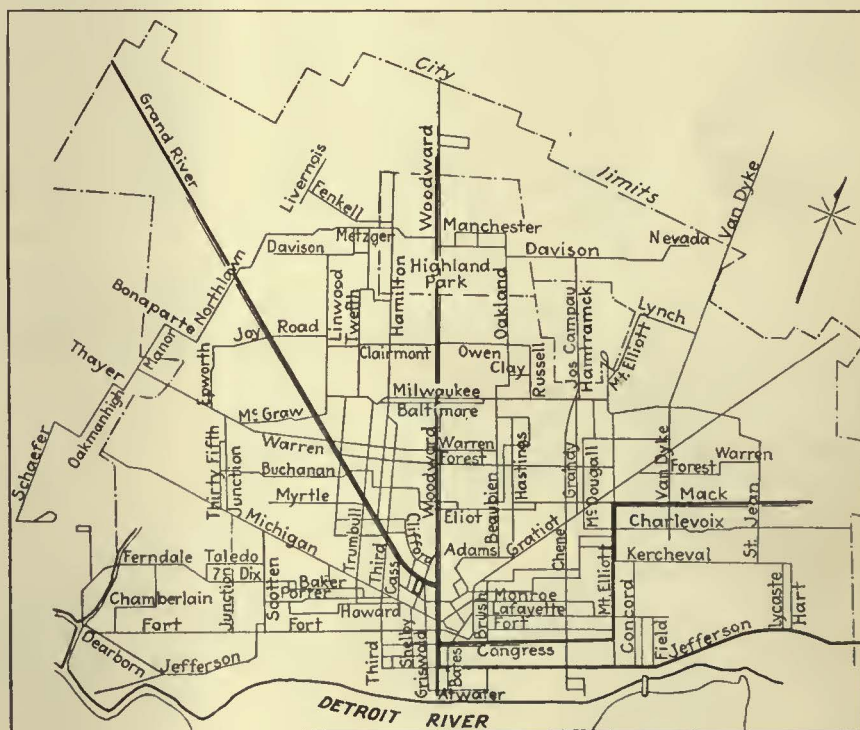 City
limits
Grand River
Woodward
Van Dyke
Livernois
Fenkell
Metzger
Davison
Manchester
Davison
Nevada
Highland
Park
Northlawn
Bonaparte
Manor
Joy Road
Linwood
Twelfth
Hamilton
Oakland
Jos Campau
Hamtramck
Lynch
Mt. Elliott
Thayer
Epworth
Clairmont
Owen
Clay
Russell
Oakmanhigh
Schaefer
Milwaukee
Baltimore
Mc Graw
Warren
Warren
Forest
Woodward
Hastings
Grandy
McDougall
Van Dyke
Warren
Forest
Thirty Fifth
Junction
Buchanan
Myrtle
Michigan
Trumbull
Third
Cass
Eliot
Beaubien
Mack
Charlevoix
St. Jean
Adams
Gratiot
Chene
Kercheval
Ferndale
Toledo
Dix
Chamberlain
Fort
Junction
Scotten
Baker
Porter
Howard
Fort
Monroe
Lafayette
Fort
Brush
Mt. Elliott
Concord
Field
Lycaste
Hart
Dearborn
Jefferson
Third
Shelby
Griswold
Bates
Congress
Jefferson
Atwater
DETROIT RIVER